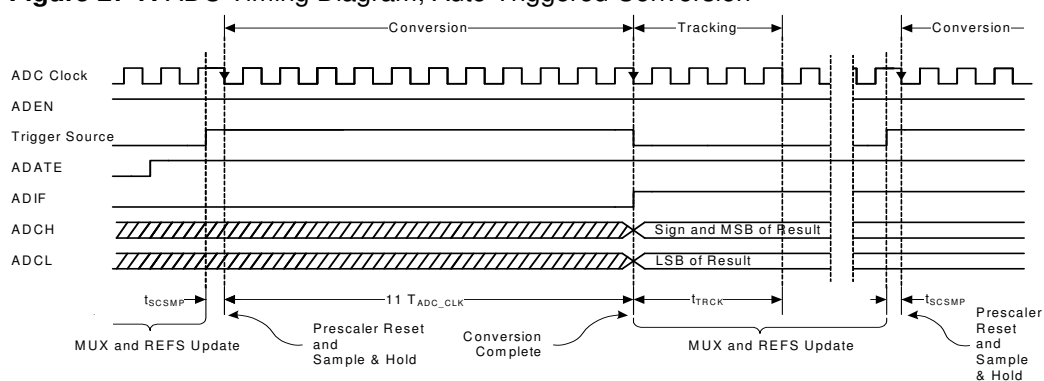 Figure 27-7. ADC Timing Diagram, Auto Triggered Conversion
Conversion
Tracking
Conversion
ADC Clock
ADEN
Trigger Source
ADATE
ADIF
ADCH
Sign and MSB of Result
ADCL
LSB of Result
tSCSMP
11 TADC_CLK
tTRCK
tSCSMP
MUX and REFS Update
Prescaler Reset
and
Sample & Hold
Conversion
Complete
MUX and REFS Update
Prescaler
Reset
and
Sample
& Hold